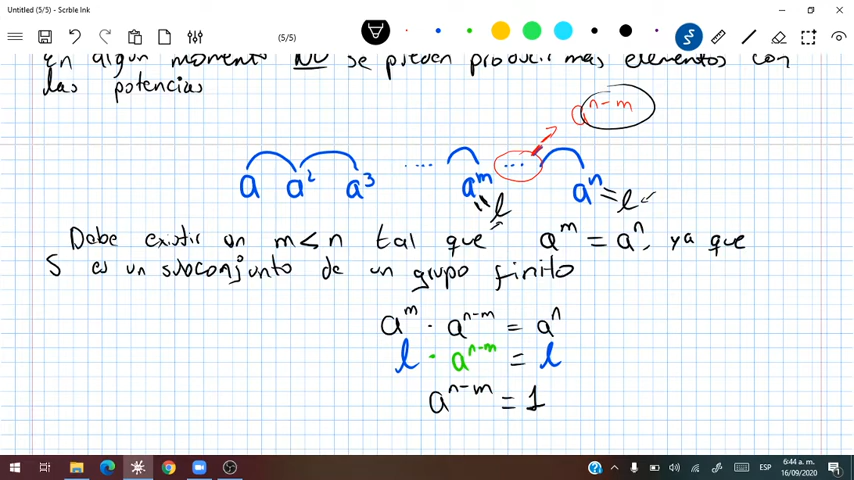 Untitled (5/5) - Scrble Ink
(5/5)
En algún momento NO se pueden producir más elementos con
las potencias
a^{n-m}
a a² a³ .... a^m ... a^n = l
l
Debe existir un m < n tal que a^m = a^n, ya que
S es un subconjunto de un grupo finito
a^m · a^{n-m} = a^n
l · a^{n-m} = l
a^{n-m} = 1
ESP
6:44 a. m.
16/09/2020